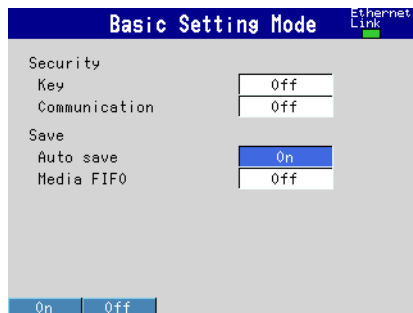 Basic Setting Mode
Ethernet
Link
Security
Key Off
Communication Off
Save
Auto save On
Media FIFO Off
On Off